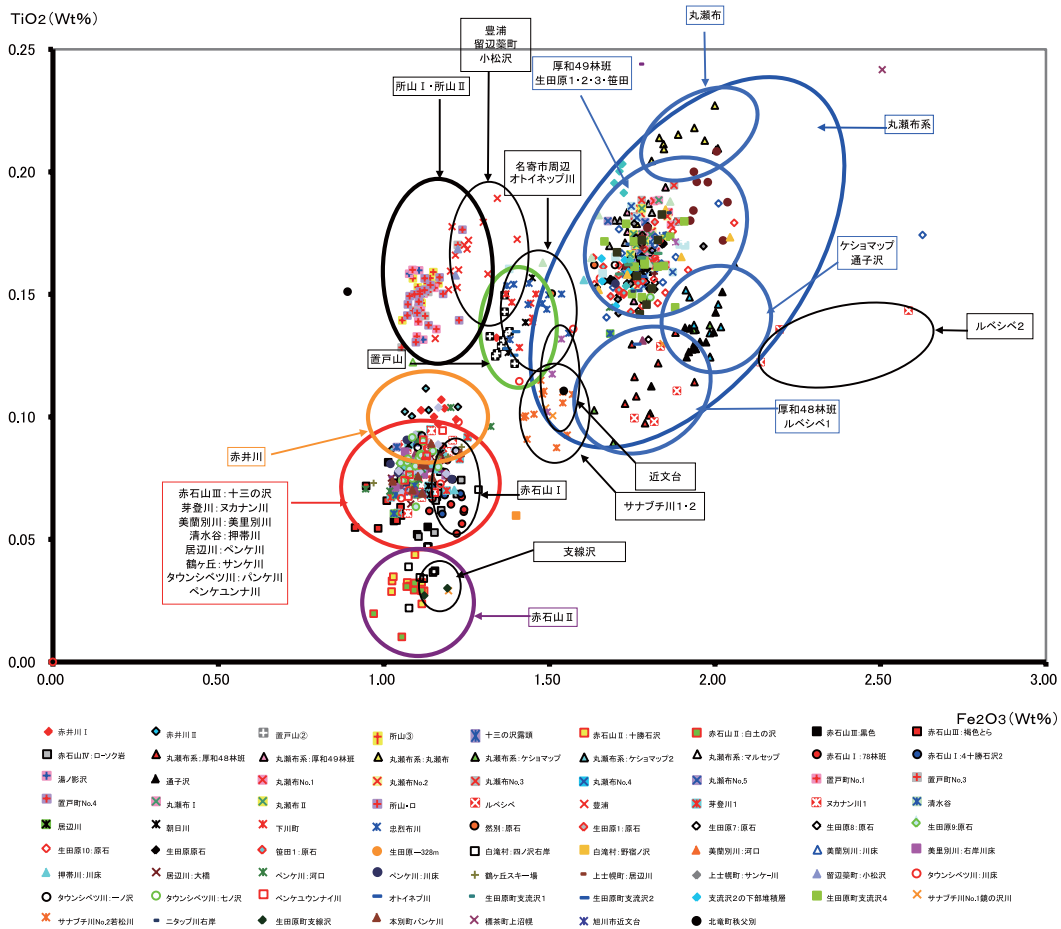 TiO2(Wt%)
0.25
0.20
0.15
0.10
0.05
0.00
0.00
0.50
1.00
1.50
2.00
2.50
3.00
Fe2O3(Wt%)
豊浦
留辺蘂町
小松沢
所山Ⅰ・所山Ⅱ
厚和49林班
生田原1・2・3・笹田
丸瀬布
丸瀬布系
名寄市周辺
オトイネップ川
ケショマップ
通子沢
ルベシベ2
置戸山
厚和48林班
ルベシベ1
赤井川
近文台
サナブチ川1・2
赤石山Ⅰ
赤石山Ⅲ:十三の沢
芽登川:ヌカナン川
美蘭別川:美里別川
清水谷:押帯川
居辺川:ペンケ川
鶴ヶ丘:サンケ川
タウンシベツ川:パンケ川
ペンケユンナ川
支線沢
赤石山Ⅱ
赤井川Ⅰ
赤井川Ⅱ
置戸山②
所山③
十三の沢露頭
赤石山Ⅱ:十勝石沢
赤石山Ⅱ:白土の沢
赤石山Ⅲ:黒色
赤石山Ⅲ:褐色とら
赤石山Ⅳ:ローソク岩
丸瀬布系:厚和48林班
丸瀬布系:厚和49林班
丸瀬布系:丸瀬布
丸瀬布系:ケショマップ
丸瀬布系:ケショマップ2
丸瀬布系:マルセップ
赤石山Ⅰ:78林班
赤石山Ⅰ:4十勝石沢2
湯ノ影沢
通子沢
丸瀬布No.1
丸瀬布No.2
丸瀬布No.3
丸瀬布No.4
丸瀬布No.5
置戸町No.1
置戸町No.3
置戸町No.4
丸瀬布Ⅰ
丸瀬布Ⅱ
所山・ロ
ルベシベ
豊浦
芽登川1
ヌカナン川1
清水谷
居辺川
朝日川
下川町
忠烈布川
然別:原石
生田原1:原石
生田原7:原石
生田原8:原石
生田原9:原石
生田原10:原石
生田原原石
笹田1:原石
生田原ー328m
白滝村:四ノ沢右岸
白滝村:野宿ノ沢
美蘭別川:河口
美蘭別川:川床
美里別川:右岸川床
押帯川:川床
居辺川:大橋
ペンケ川:河口
ペンケ川:川床
鶴ヶ丘スキー場
上士幌町:居辺川
上士幌町:サンケー川
留辺蘂町:小松沢
タウンシベツ川:川床
タウンシベツ川:一ノ沢
タウンシベツ川:七ノ沢
ペンケユウンナイ川
オトイネプ川
生田原町支流沢1
生田原町支流沢2
支流沢2の下部堆積層
生田原町支流沢4
サナブチ川No.1鏡の沢川
サナブチ川No.2若松川
ニタップ川右岸
生田原町支線沢
本別町パンケ川
標茶町上沼幌
旭川市近文台
北竜町秩父別